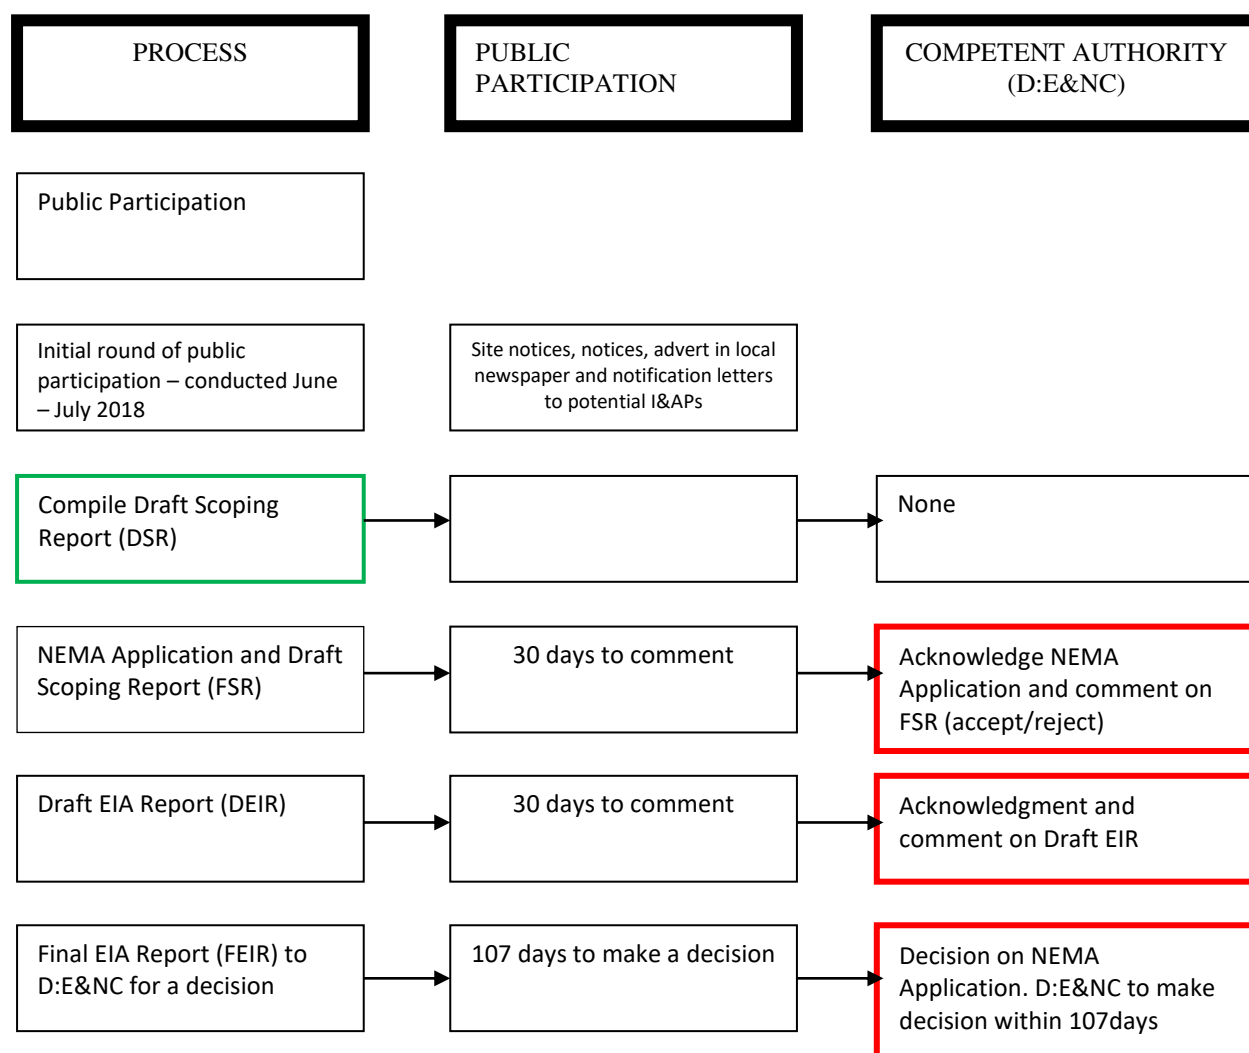 PROCESS
PUBLIC
PARTICIPATION
COMPETENT AUTHORITY
(D:E&NC)
Public Participation
Initial round of public
participation – conducted June
– July 2018
Site notices, notices, advert in local
newspaper and notification letters
to potential I&APs
Compile Draft Scoping
Report (DSR)
None
NEMA Application and Draft
Scoping Report (FSR)
30 days to comment
Acknowledge NEMA
Application and comment on
FSR (accept/reject)
Draft EIA Report (DEIR)
30 days to comment
Acknowledgment and
comment on Draft EIR
Final EIA Report (FEIR) to
D:E&NC for a decision
107 days to make a decision
Decision on NEMA
Application. D:E&NC to make
decision within 107days